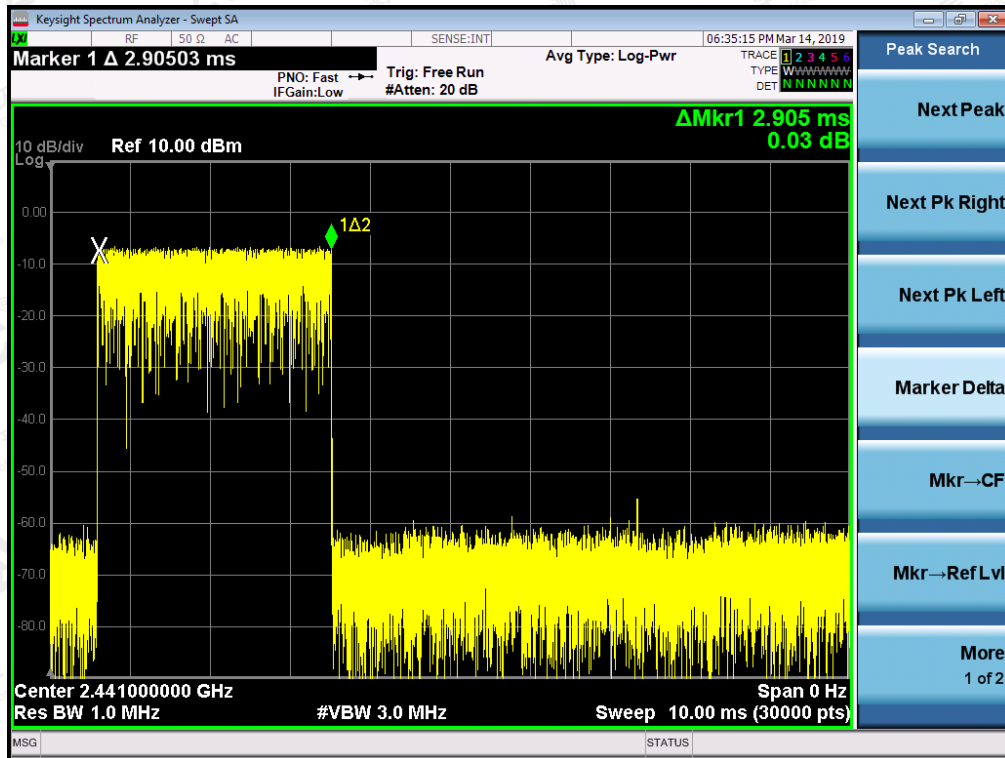 Keysight Spectrum Analyzer - Swept SA
LXI RF 50 Ω AC SENSE:INT 06:35:15 PM Mar 14, 2019
Marker 1 Δ 2.90503 ms
PNO: Fast
IFGain:Low
Trig: Free Run
#Atten: 20 dB
Avg Type: Log-Pwr
TRACE 1 2 3 4 5 6
TYPE WWWWWW
DET N N N N N N
ΔMkr1 2.905 ms
0.03 dB
10 dB/div Ref 10.00 dBm
Log
0.00
-10.0
-20.0
-30.0
-40.0
-50.0
-60.0
-70.0
-80.0
X
1Δ2
Center 2.441000000 GHz Span 0 Hz
Res BW 1.0 MHz #VBW 3.0 MHz Sweep 10.00 ms (30000 pts)
MSG STATUS
Peak Search
Next Peak
Next Pk Right
Next Pk Left
Marker Delta
Mkr→CF
Mkr→Ref Lvl
More
1 of 2